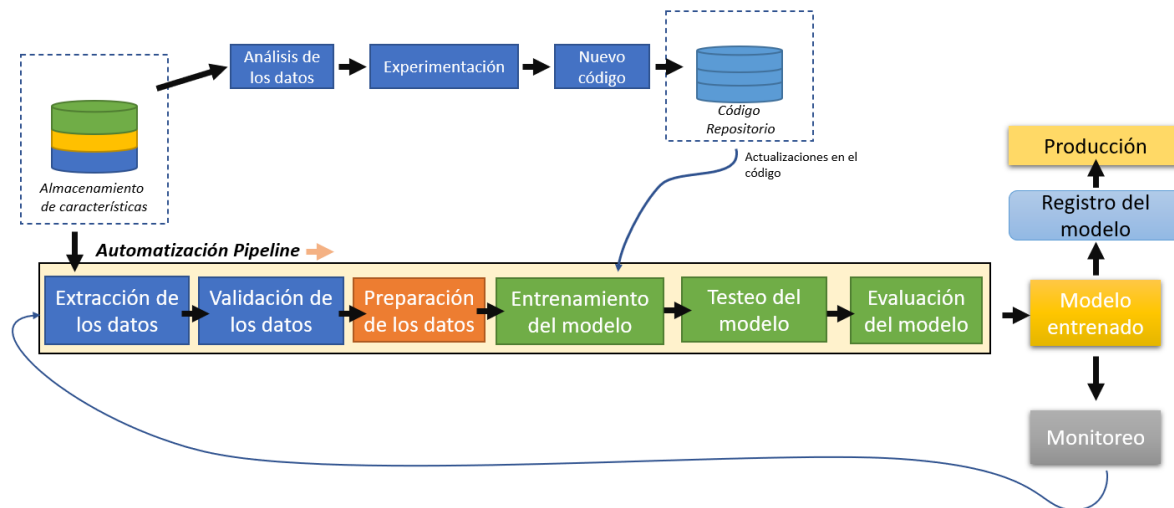 Análisis de
los datos
Experimentación
Nuevo
código
Código
Repositorio
Almacenamiento
de características
Actualizaciones en el
código
Producción
Registro del
modelo
Automatización Pipeline
Extracción de
los datos
Validación de
los datos
Preparación
de los datos
Entrenamiento
del modelo
Testeo del
modelo
Evaluación
del modelo
Modelo
entrenado
Monitoreo